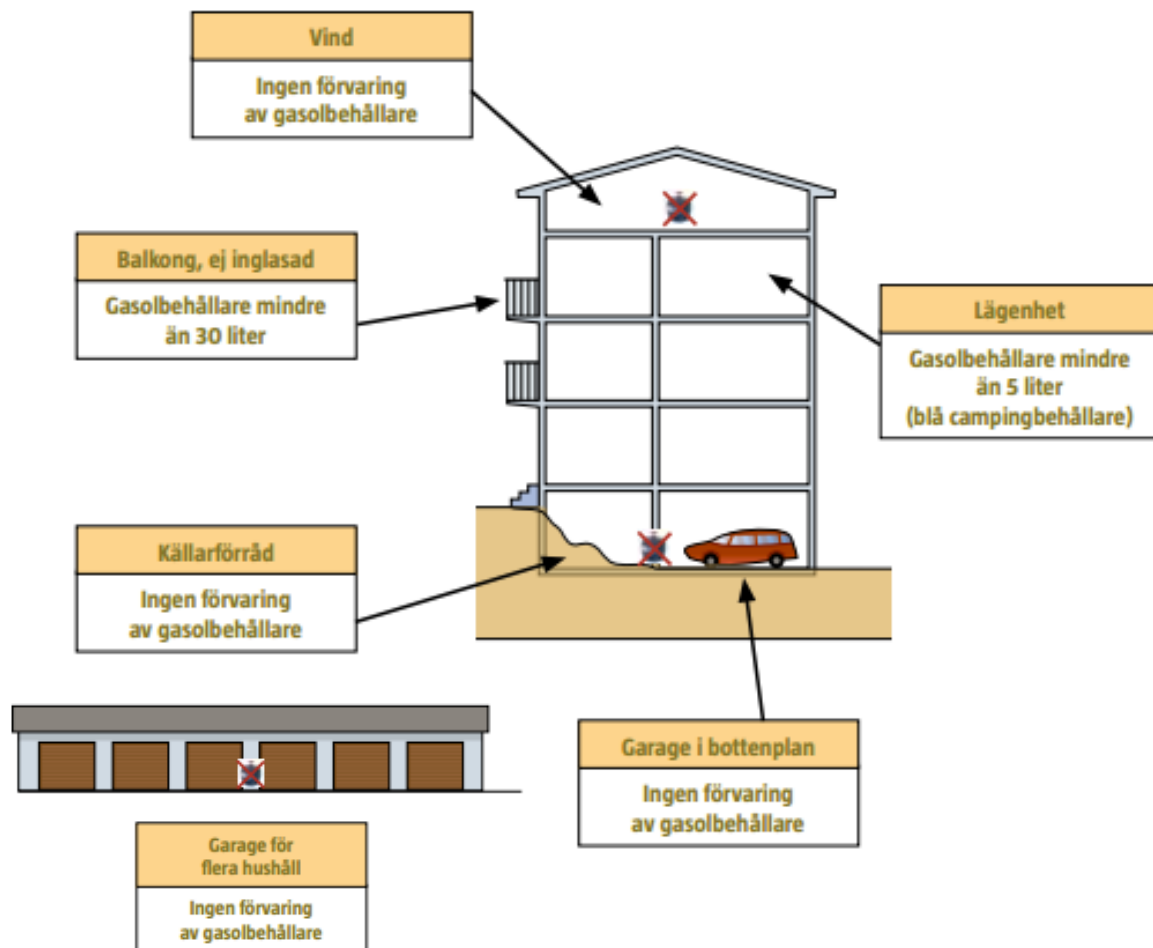 Vind
Ingen förvaring
av gasolbehållare
Balkong, ej inglasad
Gasolbehållare mindre
än 30 liter
Lägenhet
Gasolbehållare mindre
än 5 liter
(blå campingbehållare)
Källarförråd
Ingen förvaring
av gasolbehållare
Garage i bottenplan
Ingen förvaring
av gasolbehållare
Garage för
flera hushåll
Ingen förvaring
av gasolbehållare